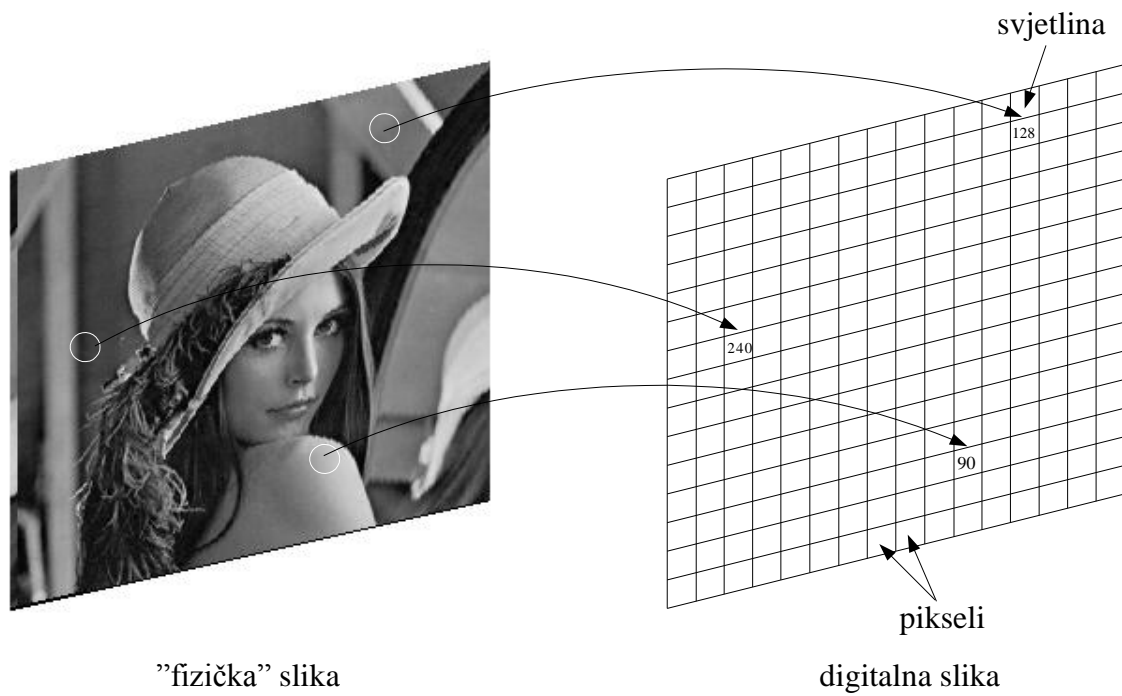 svjetlina
128
240
90
pikseli
”fizička” slika
digitalna slika